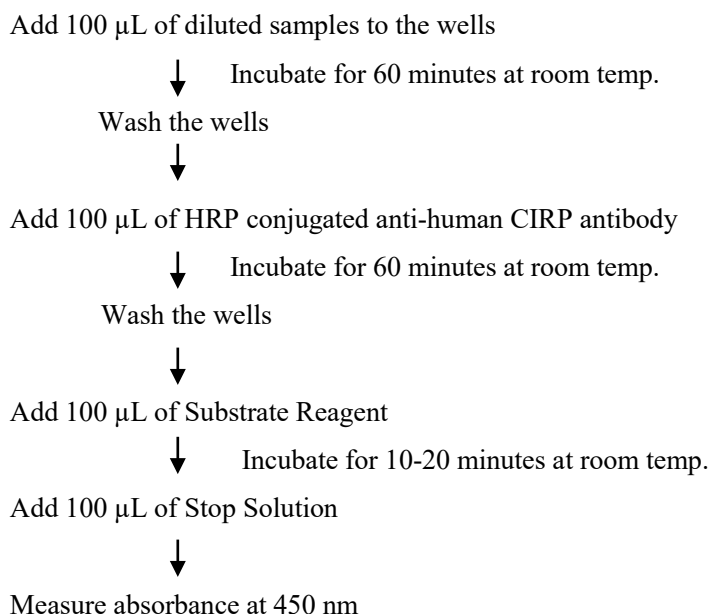 Add 100 µL of diluted samples to the wells
Incubate for 60 minutes at room temp.
Wash the wells
Add 100 µL of HRP conjugated anti-human CIRP antibody
Incubate for 60 minutes at room temp.
Wash the wells
Add 100 µL of Substrate Reagent
Incubate for 10-20 minutes at room temp.
Add 100 µL of Stop Solution
Measure absorbance at 450 nm